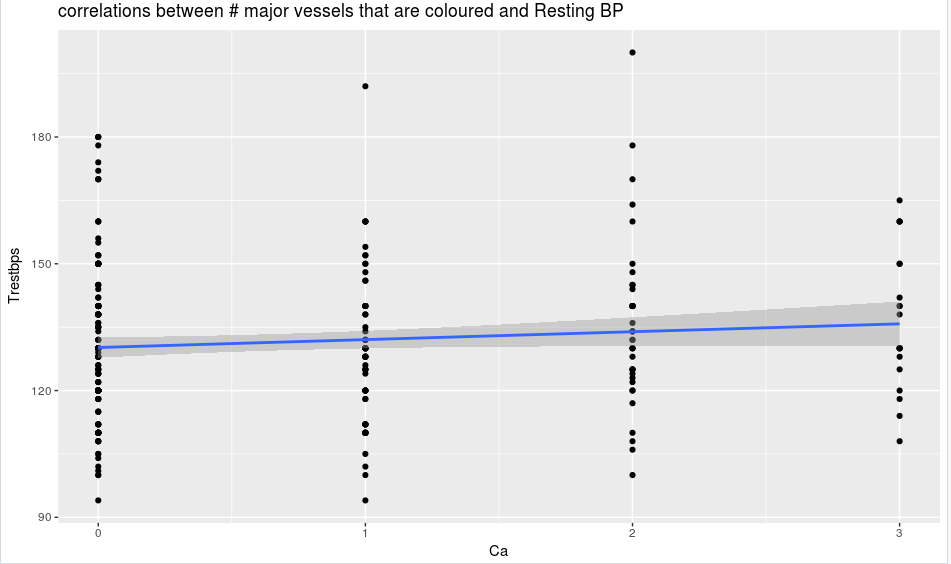 correlations between # major vessels that are coloured and Resting BP
180
150
120
90
Trestbps
0 1 2 3
Ca